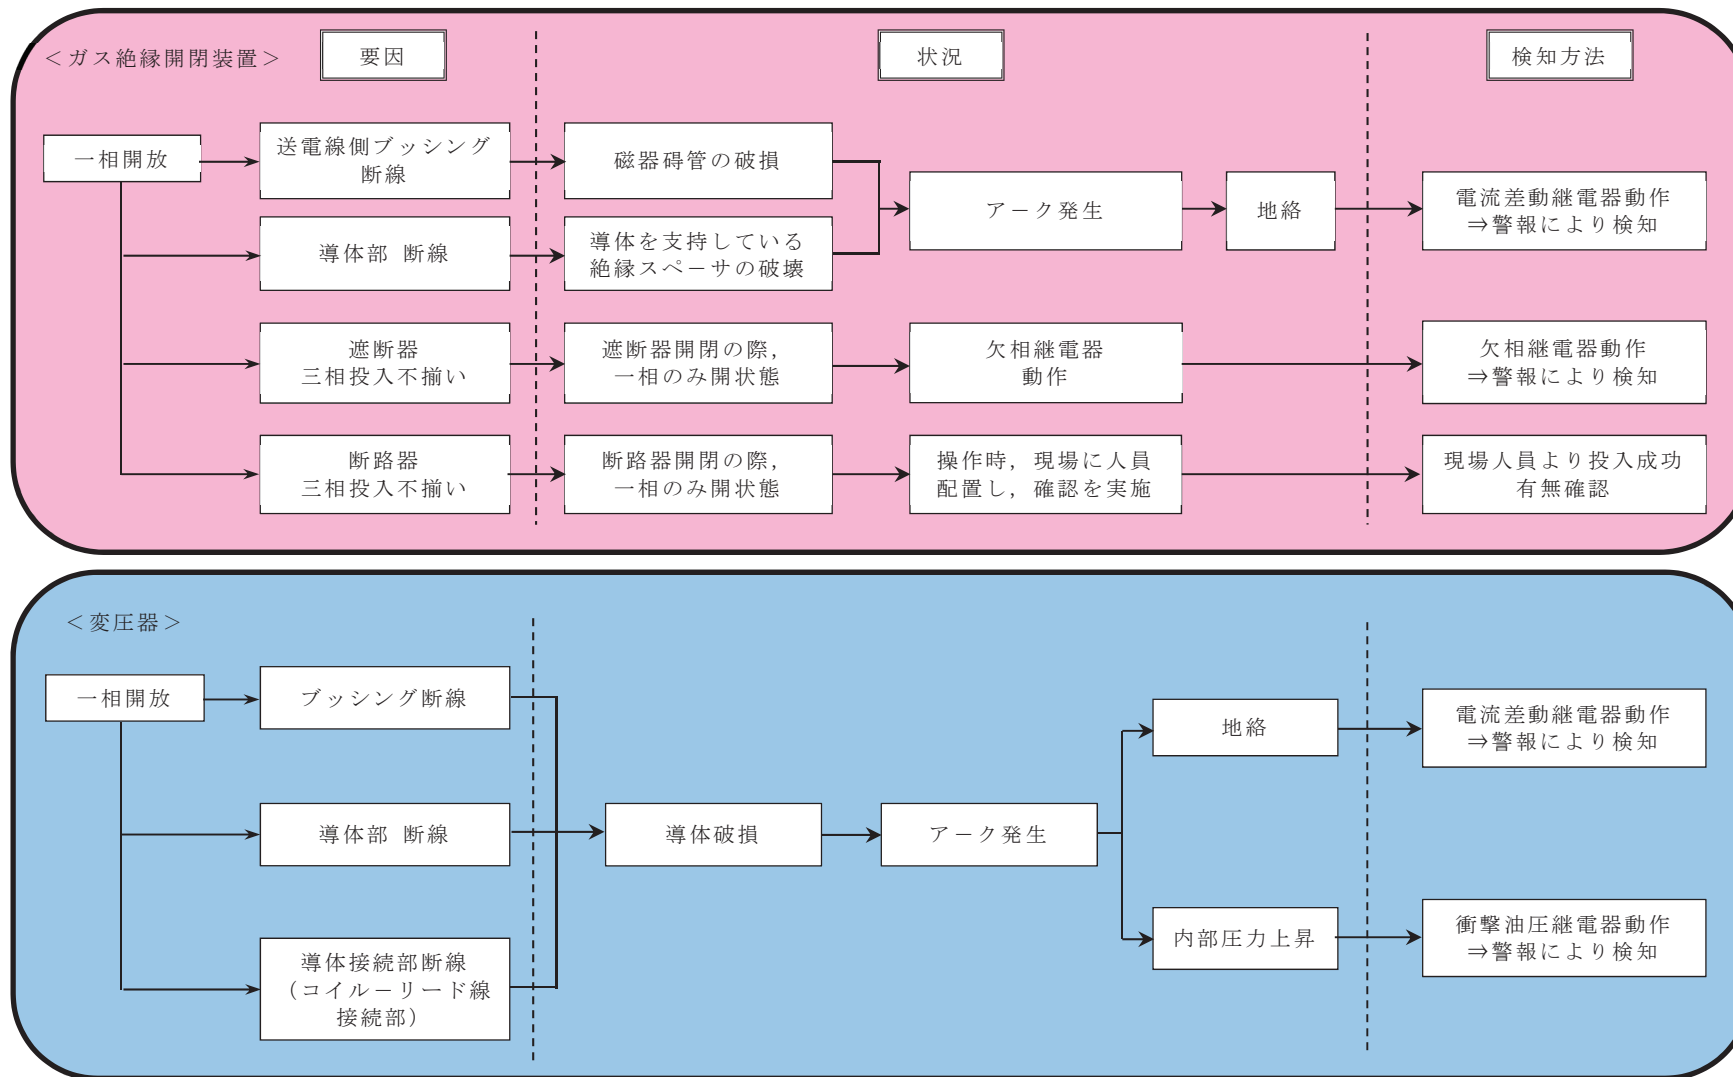 ＜ガス絶縁開閉装置＞
要因
状況
検知方法
一相開放
送電線側ブッシング
断線
磁器碍管の破損
導体部 断線
導体を支持している
絶縁スペーサの破壊
アーク発生
地絡
電流差動継電器動作
⇒警報により検知
遮断器
三相投入不揃い
遮断器開閉の際，
一相のみ開状態
欠相継電器
動作
欠相継電器動作
⇒警報により検知
断路器
三相投入不揃い
断路器開閉の際，
一相のみ開状態
操作時，現場に人員
配置し，確認を実施
現場人員より投入成功
有無確認
＜変圧器＞
一相開放
ブッシング断線
導体部 断線
導体接続部断線
（コイル－リード線
接続部）
導体破損
アーク発生
地絡
電流差動継電器動作
⇒警報により検知
内部圧力上昇
衝撃油圧継電器動作
⇒警報により検知